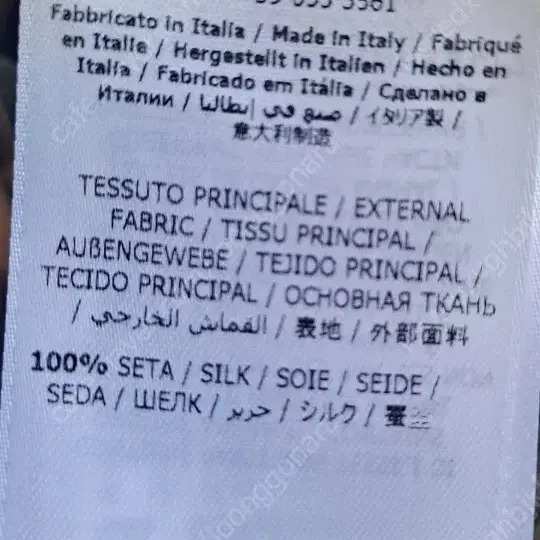 Fabbricato in Italia / Made in Italy / Fabriqué
en Italie / Hergestellt in Italien / Hecho en
Italia / Fabricado em Itália / Сделано в
Италии / صنع في إيطاليا / イタリア製 /
意大利制造
TESSUTO PRINCIPALE / EXTERNAL
FABRIC / TISSU PRINCIPAL /
AUßENGEWEBE / TEJIDO PRINCIPAL /
TECIDO PRINCIPAL / ОСНОВНАЯ ТКАНЬ
/ القماش الخارجي / 表地 / 外部面料
100% SETA / SILK / SOIE / SEIDE /
SEDA / ШЕЛК / حرير / シルク / 蚕丝